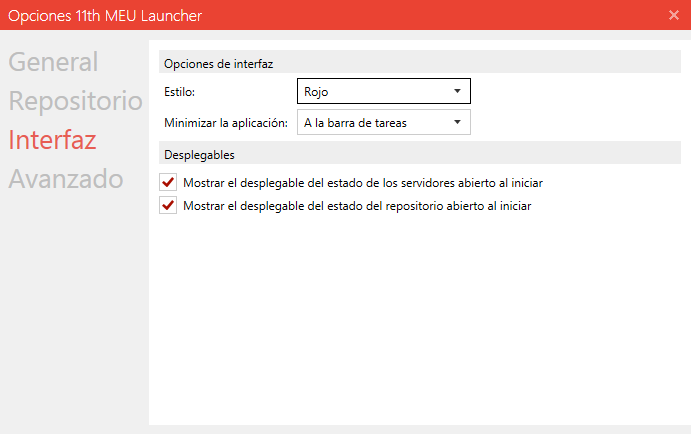 Opciones 11th MEU Launcher
General
Repositorio
Interfaz
Avanzado
Opciones de interfaz
Estilo: Rojo
Minimizar la aplicación: A la barra de tareas
Desplegables
Mostrar el desplegable del estado de los servidores abierto al iniciar
Mostrar el desplegable del estado del repositorio abierto al iniciar